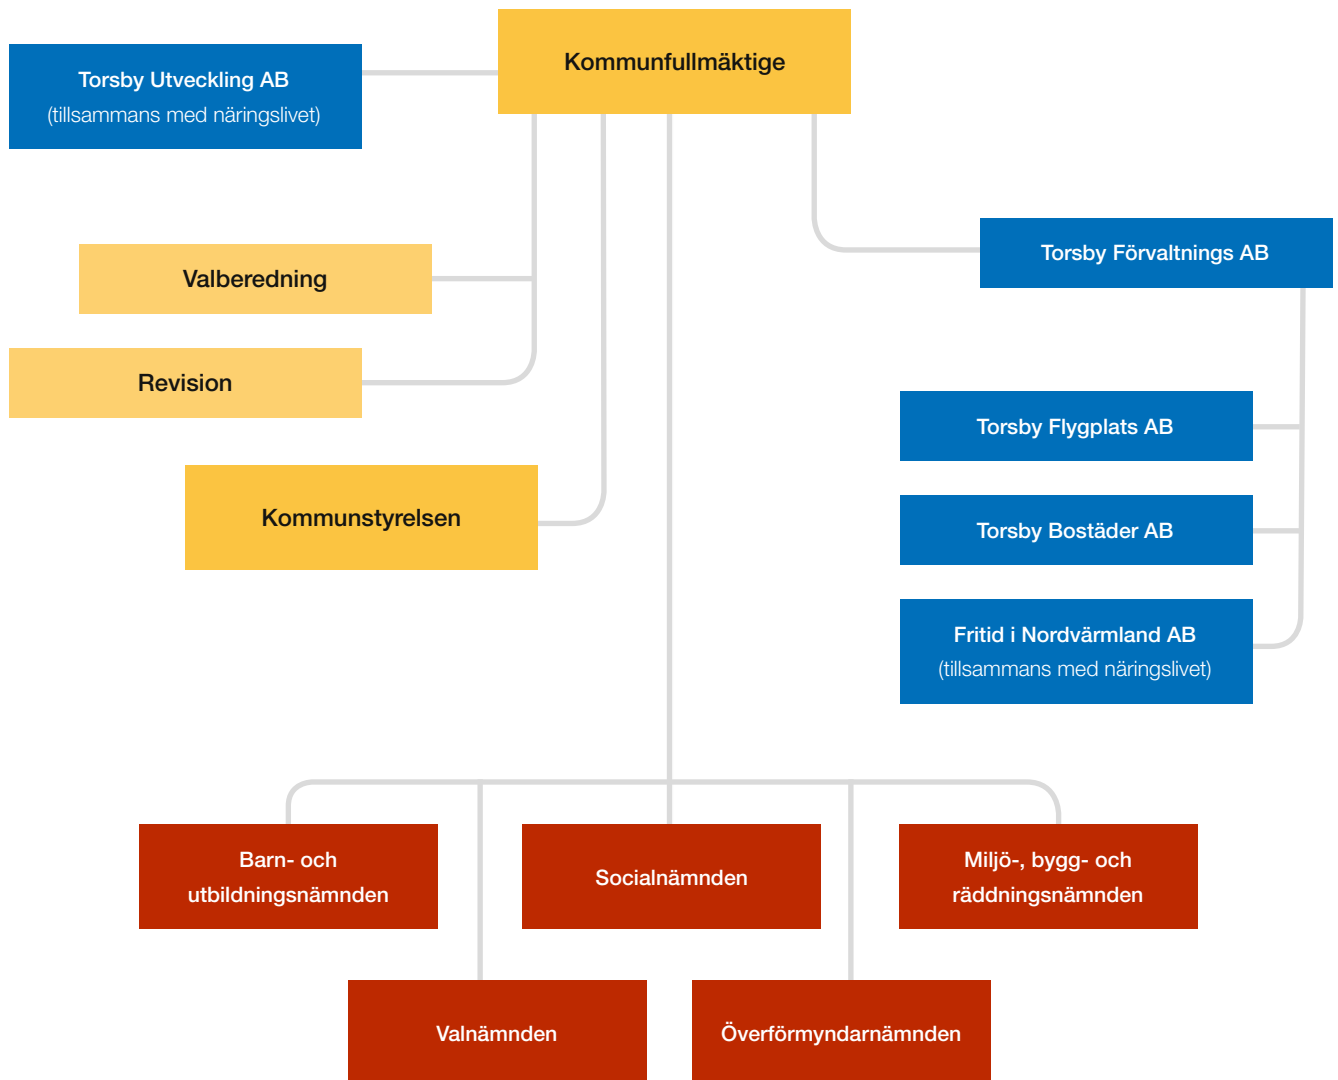 Kommunfullmäktige
Torsby Utveckling AB
(tillsammans med näringslivet)
Torsby Förvaltnings AB
Valberedning
Revision
Torsby Flygplats AB
Kommunstyrelsen
Torsby Bostäder AB
Fritid i Nordvärmland AB
(tillsammans med näringslivet)
Barn- och
utbildningsnämnden
Socialnämnden
Miljö-, bygg- och
räddningsnämnden
Valnämnden
Överförmyndarnämnden